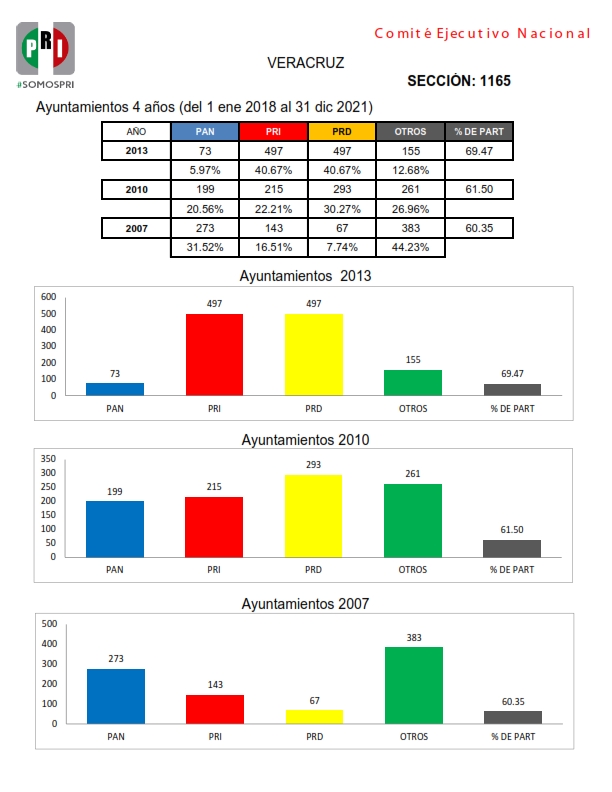 Comité Ejecutivo Nacional
PRI
#SOMOSPRI
VERACRUZ
SECCIÓN: 1165
Ayuntamientos 4 años (del 1 ene 2018 al 31 dic 2021)
AÑO PAN PRI PRD OTROS % DE PART
2013 73 497 497 155 69.47
5.97% 40.67% 40.67% 12.68%
2010 199 215 293 261 61.50
20.56% 22.21% 30.27% 26.96%
2007 273 143 67 383 60.35
31.52% 16.51% 7.74% 44.23%
Ayuntamientos 2013
600
500
400
300
200
100
0
73 497 497 155 69.47
PAN PRI PRD OTROS % DE PART
Ayuntamientos 2010
350
300
250
200
150
100
50
0
199 215 293 261 61.50
PAN PRI PRD OTROS % DE PART
Ayuntamientos 2007
500
400
300
200
100
0
273 143 67 383 60.35
PAN PRI PRD OTROS % DE PART